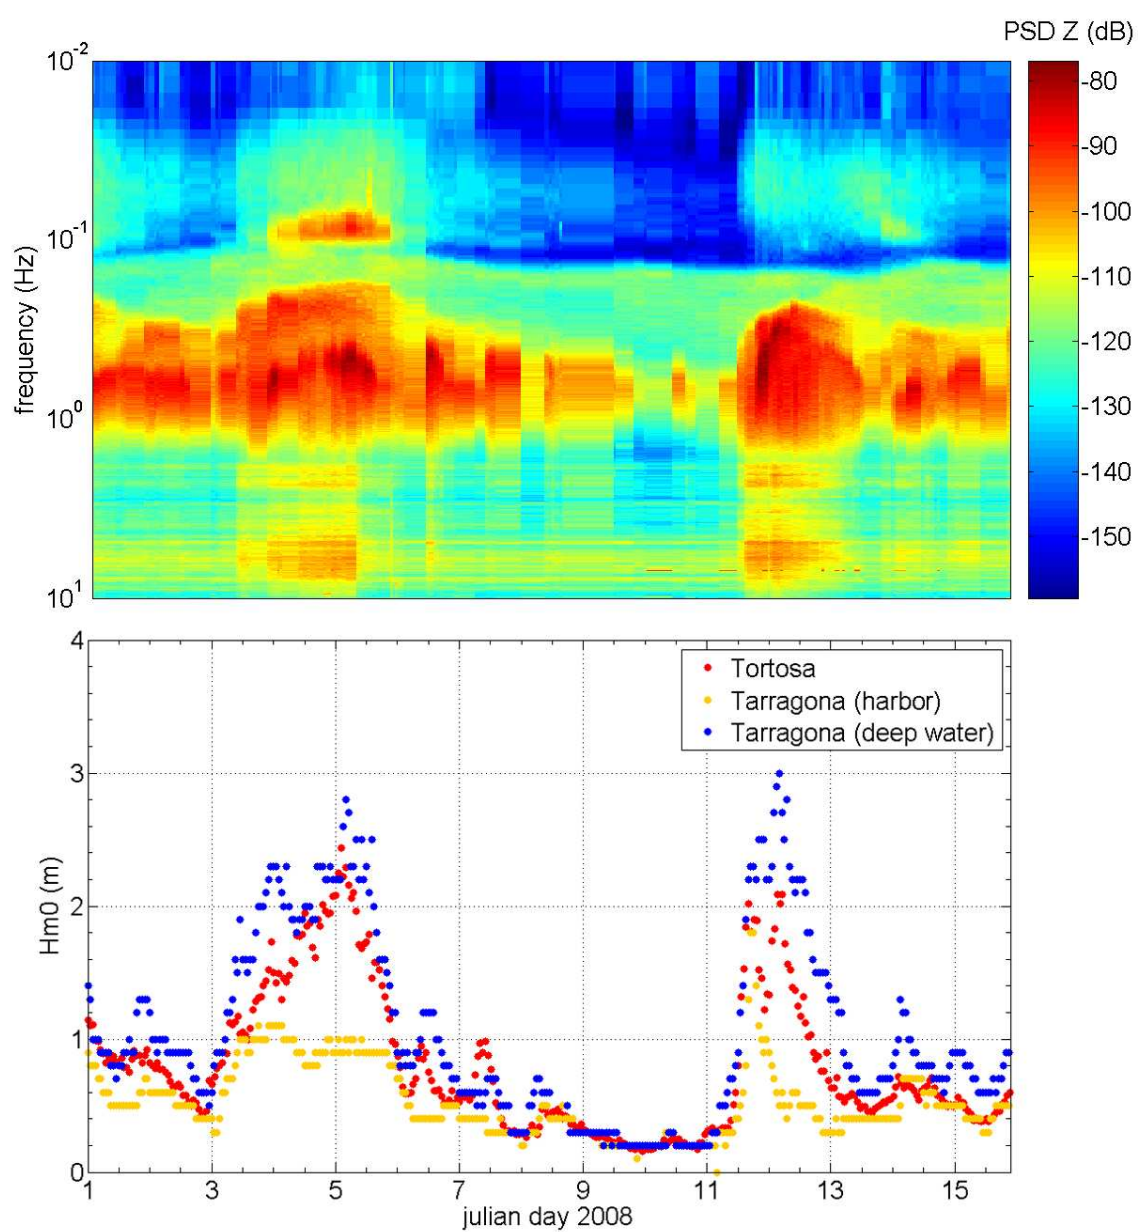 PSD Z (dB)
10-2
10-1
100
101
frequency (Hz)
-80
-90
-100
-110
-120
-130
-140
-150
4
3
2
1
0
Hm0 (m)
Tortosa
Tarragona (harbor)
Tarragona (deep water)
1 3 5 7 9 11 13 15
julian day 2008